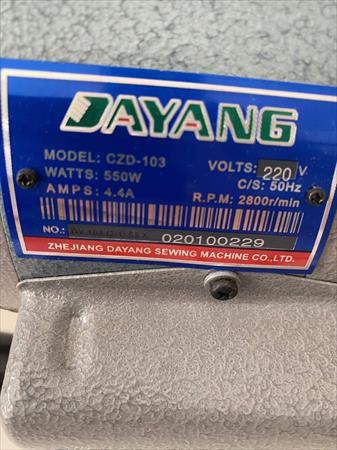 DAYANG
MODEL: CZD-103 VOLTS: 220 V
WATTS: 550W C/S: 50Hz
AMPS: 4.4A R.P.M: 2800r/min
NO.: 020100229
ZHEJIANG DAYANG SEWING MACHINE CO.,LTD.